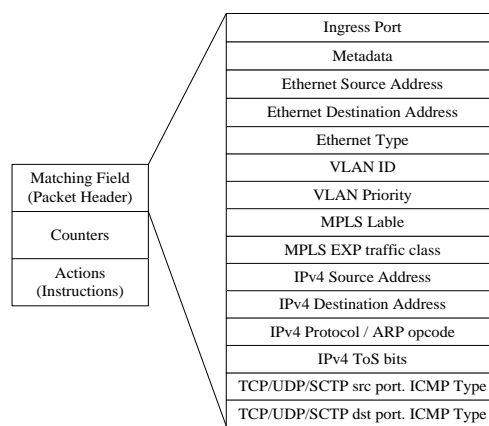 Matching Field
(Packet Header)
Counters
Actions
(Instructions)
Ingress Port
Metadata
Ethernet Source Address
Ethernet Destination Address
Ethernet Type
VLAN ID
VLAN Priority
MPLS Lable
MPLS EXP traffic class
IPv4 Source Address
IPv4 Destination Address
IPv4 Protocol / ARP opcode
IPv4 ToS bits
TCP/UDP/SCTP src port. ICMP Type
TCP/UDP/SCTP dst port. ICMP Type